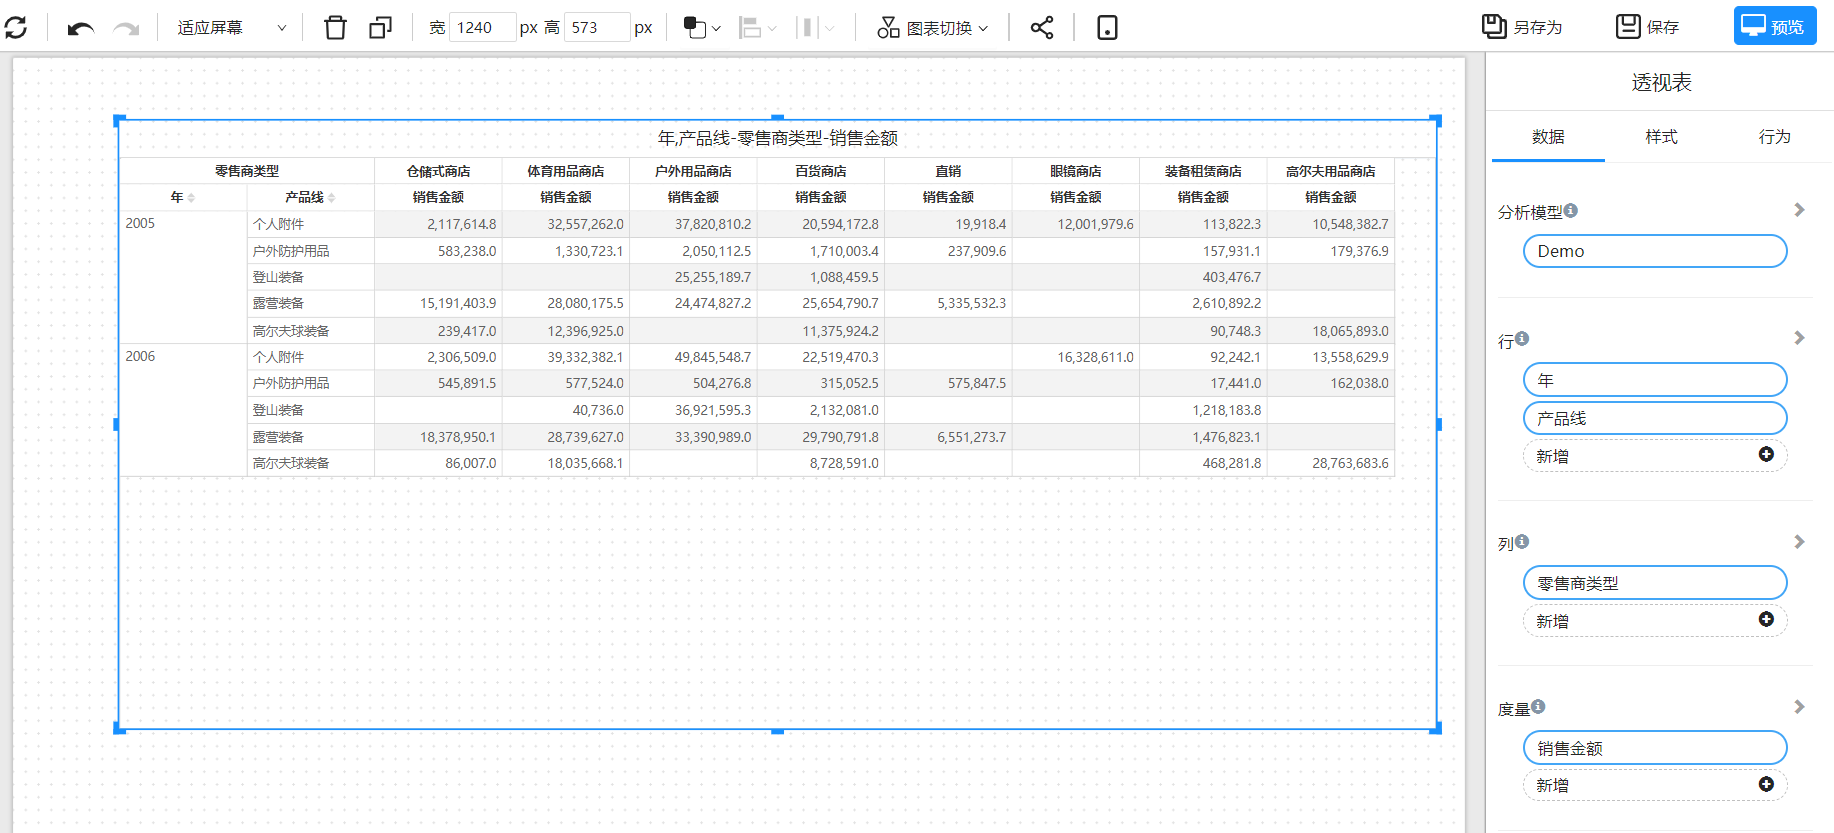 适应屏幕 宽 1240 px 高 573 px 图表切换 另存为 保存 预览
年,产品线-零售商类型-销售金额
零售商类型 仓储式商店 体育用品商店 户外用品商店 百货商店 直销 眼镜商店 装备租赁商店 高尔夫用品商店
年 产品线 销售金额 销售金额 销售金额 销售金额 销售金额 销售金额 销售金额 销售金额
2005 个人附件 2,117,614.8 32,557,262.0 37,820,810.2 20,594,172.8 19,918.4 12,001,979.6 113,822.3 10,548,382.7
户外防护用品 583,238.0 1,330,723.1 2,050,112.5 1,710,003.4 237,909.6 157,931.1 179,376.9
登山装备 25,255,189.7 1,088,459.5 403,476.7
露营装备 15,191,403.9 28,080,175.5 24,474,827.2 25,654,790.7 5,335,532.3 2,610,892.2
高尔夫球装备 239,417.0 12,396,925.0 11,375,924.2 90,748.3 18,065,893.0
2006 个人附件 2,306,509.0 39,332,382.1 49,845,548.7 22,519,470.3 16,328,611.0 92,242.1 13,558,629.9
户外防护用品 545,891.5 577,524.0 504,276.8 315,052.5 575,847.5 17,441.0 162,038.0
登山装备 40,736.0 36,921,595.3 2,132,081.0 1,218,183.8
露营装备 18,378,950.1 28,739,627.0 33,390,989.0 29,790,791.8 6,551,273.7 1,476,823.1
高尔夫球装备 86,007.0 18,035,668.1 8,728,591.0 468,281.8 28,763,683.6
透视表
数据 样式 行为
分析模型
Demo
行
年
产品线
新增
列
零售商类型
新增
度量
销售金额
新增